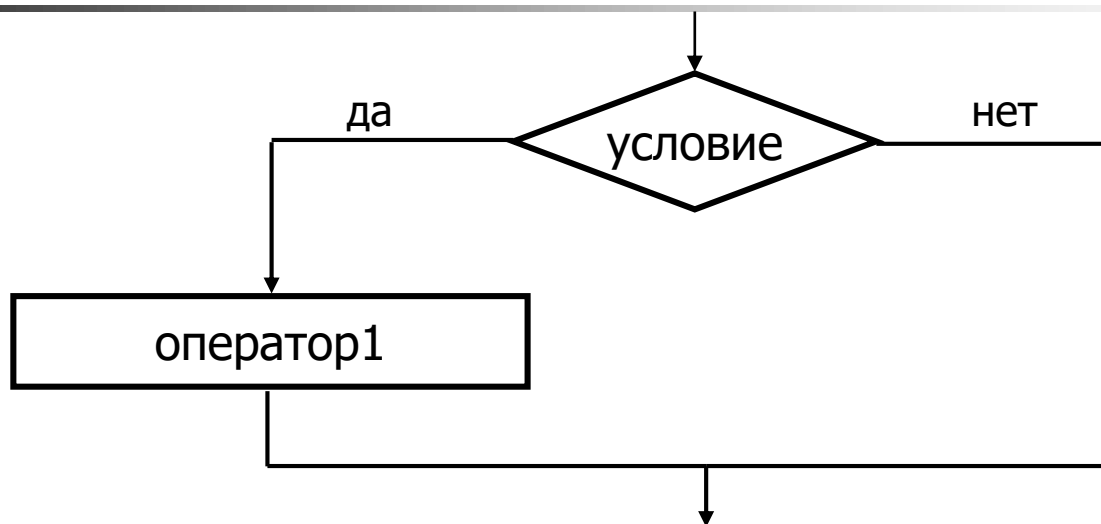 да
нет
условие
оператор1